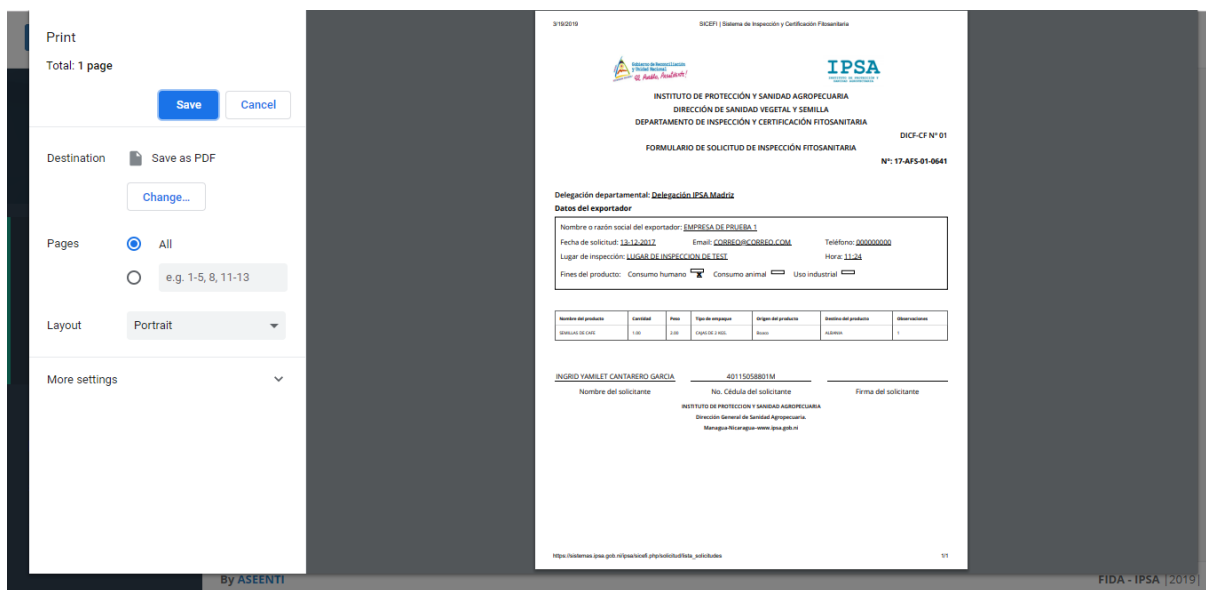 Print
Total: 1 page
Save
Cancel
Destination
Save as PDF
Change...
Pages
All
e.g. 1-5, 8, 11-13
Layout
Portrait
More settings
3/19/2019 SICEFI | Sistema de Inspección y Certificación Fitosanitaria
Gobierno de Reconciliación
y Unidad Nacional
El Pueblo, Presidente!
IPSA
INSTITUTO DE PROTECCIÓN Y SANIDAD AGROPECUARIA
DIRECCIÓN DE SANIDAD VEGETAL Y SEMILLA
DEPARTAMENTO DE INSPECCIÓN Y CERTIFICACIÓN FITOSANITARIA
DICF-CF N° 01
FORMULARIO DE SOLICITUD DE INSPECCIÓN FITOSANITARIA
N°: 17-AFS-01-0641
Delegación departamental: Delegación IPSA Madriz
Datos del exportador
Nombre o razón social del exportador: EMPRESA DE PRUEBA 1
Fecha de solicitud: 13-12-2017 Email: CORREO@CORREO.COM Teléfono: 000000000
Lugar de inspección: LUGAR DE INSPECCION DE TEST Hora: 11:24
Fines del producto: Consumo humano X Consumo animal Uso industrial
Nombre del producto Cantidad Peso Tipo de empaque Origen del producto Destino del producto Observaciones
SEMILLAS DE CAFE 1.00 2.00 CAJAS DE 2 KGS. Boaco ALBANIA 1
INGRID YAMILET CANTARERO GARCIA 40115058801M
Nombre del solicitante No. Cédula del solicitante Firma del solicitante
INSTITUTO DE PROTECCION Y SANIDAD AGROPECUARIA
Dirección General de Sanidad Agropecuaria.
Managua-Nicaragua-www.ipsa.gob.ni
https://sistemas.ipsa.gob.ni/ipsa/sicefi.php/solicitud/lista_solicitudes 1/1
By ASEENTI
FIDA - IPSA |2019|